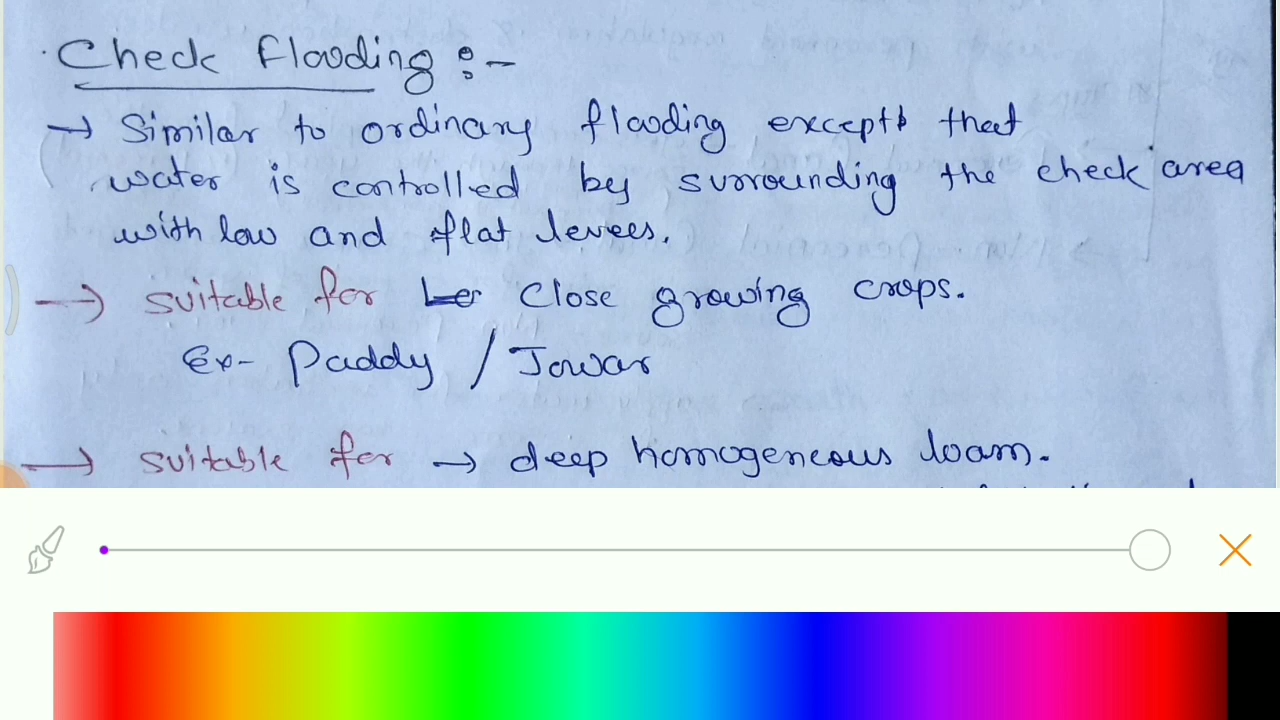 Check flooding :-
→ Similar to ordinary flooding except that
water is controlled by surrounding the check area
with low and flat levees.
→ suitable for close growing crops.
Ex- Paddy / Jowar
→ suitable for → deep homogeneous loam.